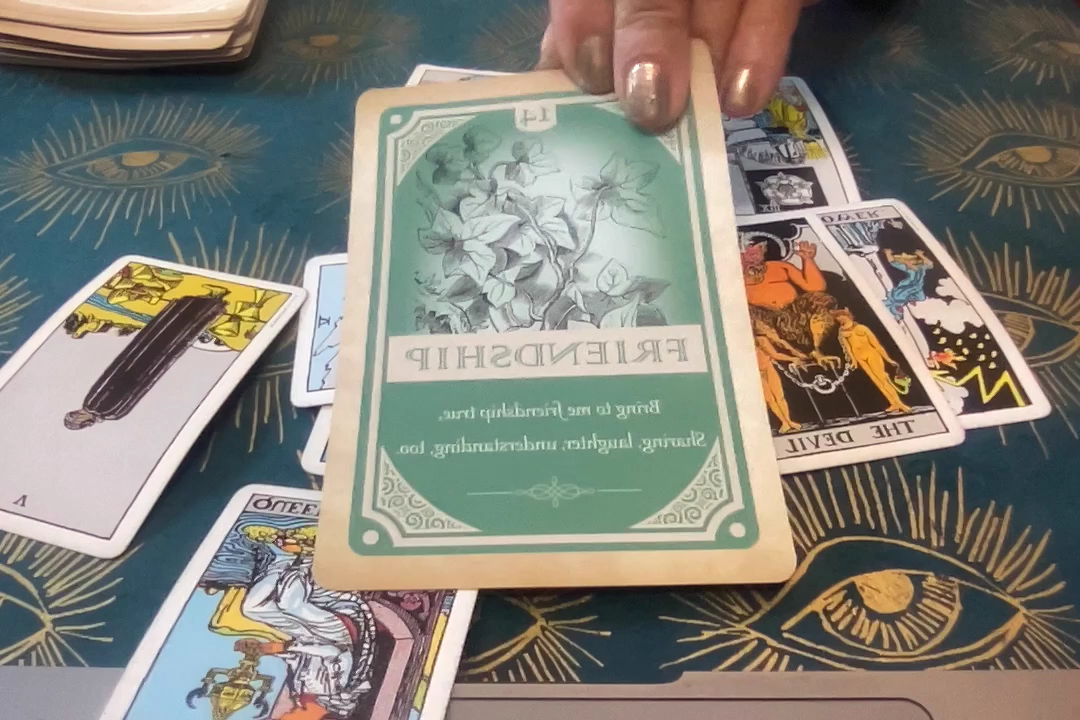 14
FRIENDSHIP
Bring to me friendship true,
Sharing, laughter, understanding, too.
THE DEVIL
V